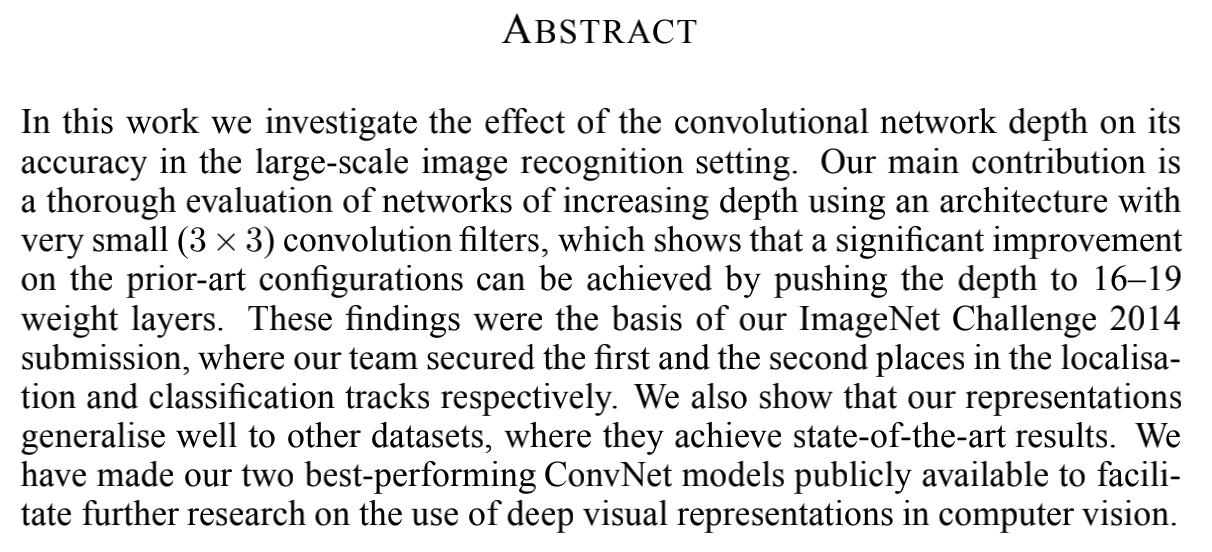 ABSTRACT
In this work we investigate the effect of the convolutional network depth on its
accuracy in the large-scale image recognition setting. Our main contribution is
a thorough evaluation of networks of increasing depth using an architecture with
very small (3 × 3) convolution filters, which shows that a significant improvement
on the prior-art configurations can be achieved by pushing the depth to 16–19
weight layers. These findings were the basis of our ImageNet Challenge 2014
submission, where our team secured the first and the second places in the localisa-
tion and classification tracks respectively. We also show that our representations
generalise well to other datasets, where they achieve state-of-the-art results. We
have made our two best-performing ConvNet models publicly available to facili-
tate further research on the use of deep visual representations in computer vision.